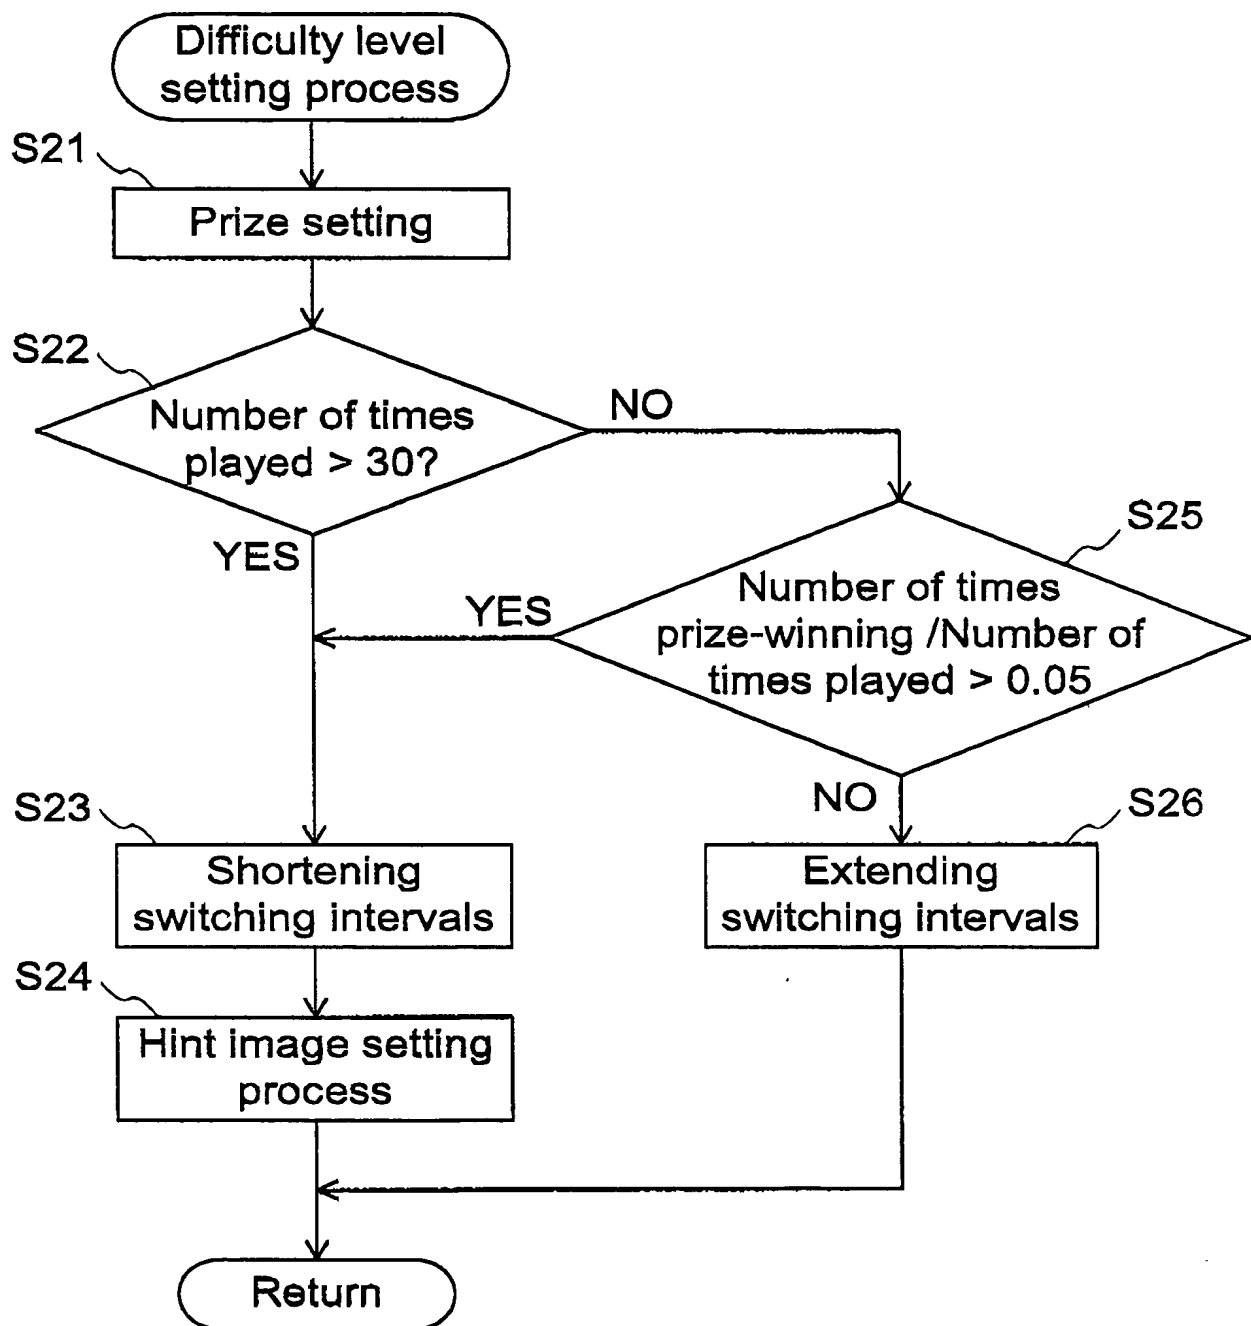 Difficulty level
setting process
S21
Prize setting
S22
Number of times
played > 30?
NO
YES
S25
Number of times
prize-winning /Number of
times played > 0.05
YES
NO
S23
Shortening
switching intervals
S26
Extending
switching intervals
S24
Hint image setting
process
Return